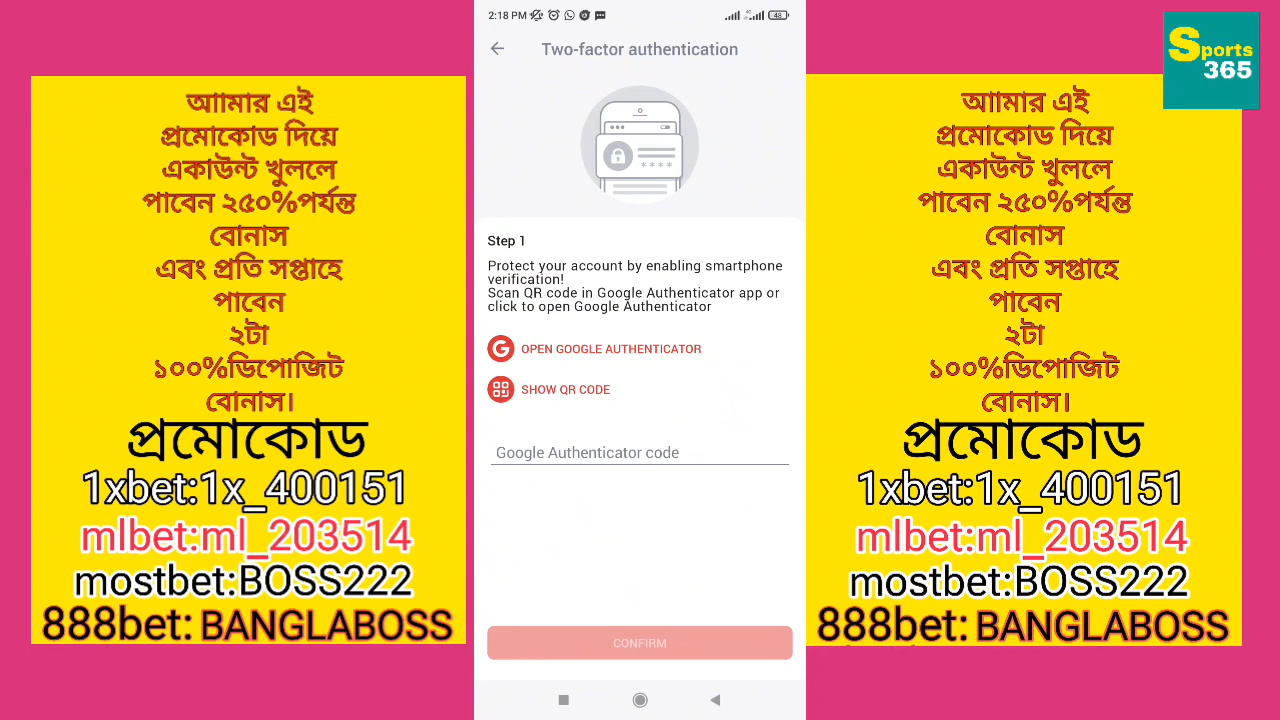 আামার এই
প্রমোকোড দিয়ে
একাউন্ট খুললে
পাবেন ২৫০%পর্যন্ত
বোনাস
এবং প্রতি সপ্তাহে
পাবেন
২টা
১০০%ডিপোজিট
বোনাস।
প্রমোকোড
1xbet:1x_400151
mlbet:ml_203514
mostbet:BOSS222
888bet: BANGLABOSS
2:18 PM
4G
48
Two-factor authentication
****
Step 1
Protect your account by enabling smartphone
verification!
Scan QR code in Google Authenticator app or
click to open Google Authenticator
G OPEN GOOGLE AUTHENTICATOR
SHOW QR CODE
Google Authenticator code
CONFIRM
Sports
365
আামার এই
প্রমোকোড দিয়ে
একাউন্ট খুললে
পাবেন ২৫০%পর্যন্ত
বোনাস
এবং প্রতি সপ্তাহে
পাবেন
২টা
১০০%ডিপোজিট
বোনাস।
প্রমোকোড
1xbet:1x_400151
mlbet:ml_203514
mostbet:BOSS222
888bet: BANGLABOSS